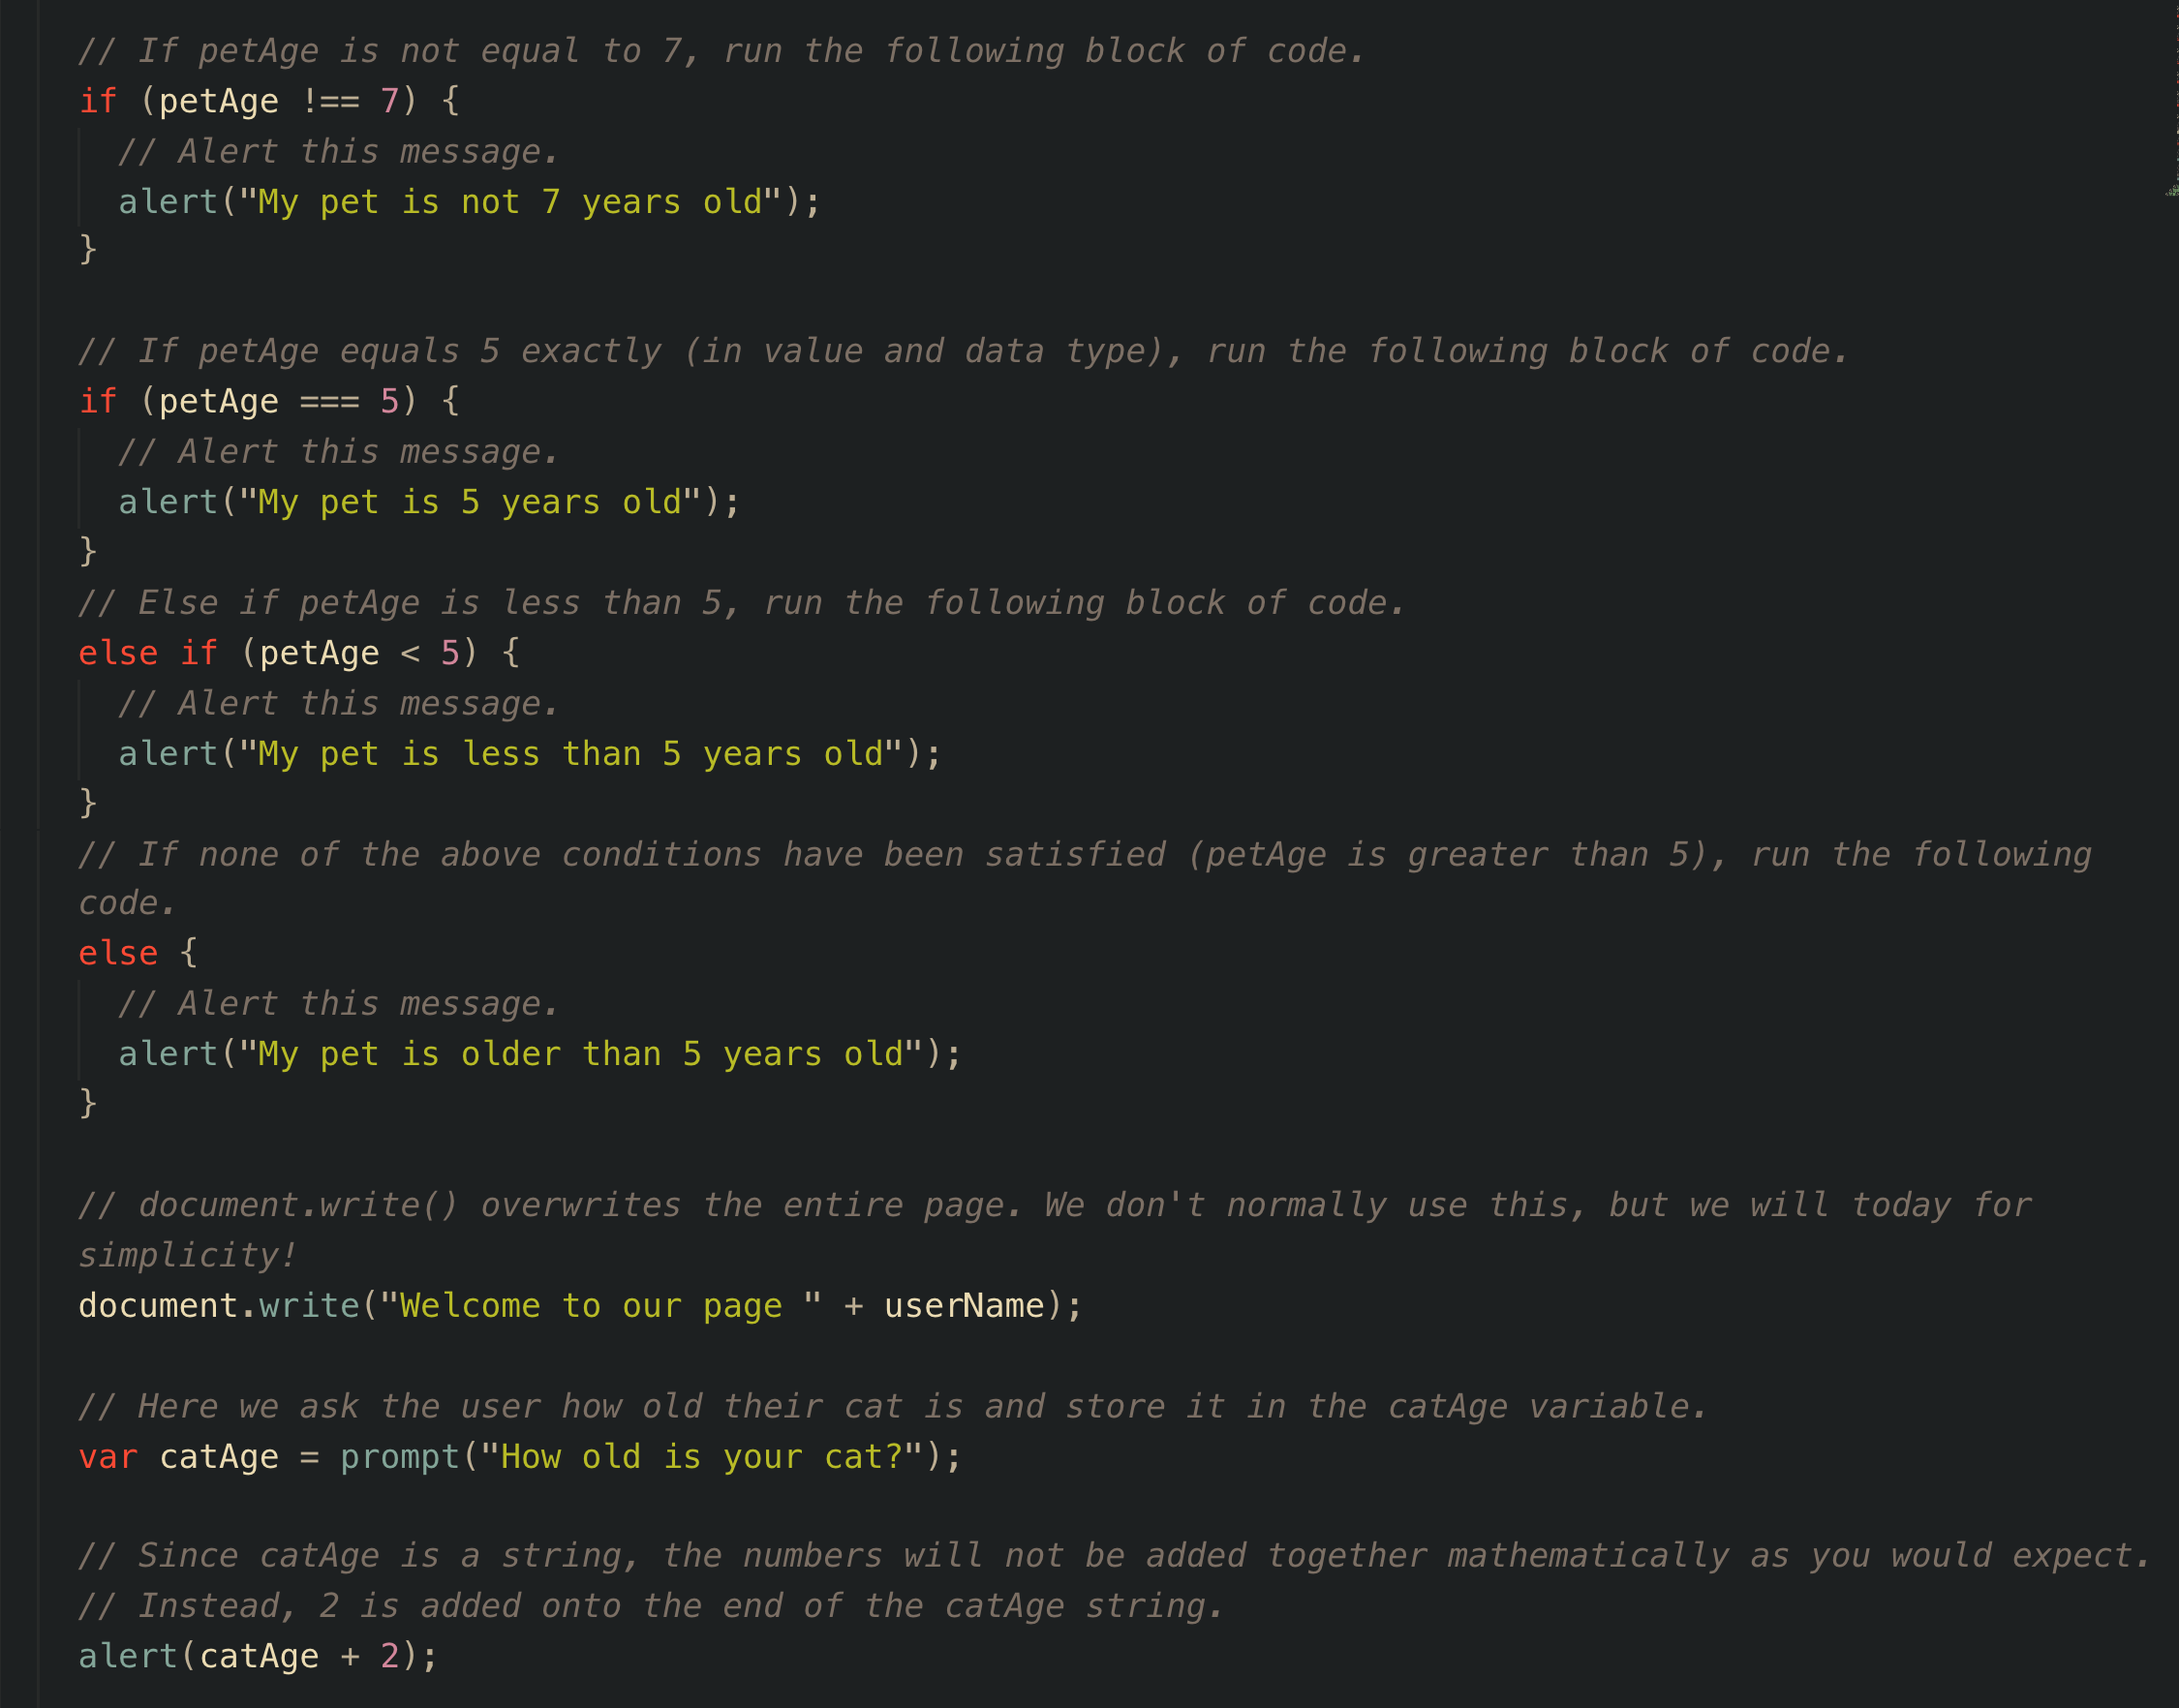 // If petAge is not equal to 7, run the following block of code.
if (petAge !== 7) {
  // Alert this message.
  alert("My pet is not 7 years old");
}

// If petAge equals 5 exactly (in value and data type), run the following block of code.
if (petAge === 5) {
  // Alert this message.
  alert("My pet is 5 years old");
}
// Else if petAge is less than 5, run the following block of code.
else if (petAge < 5) {
  // Alert this message.
  alert("My pet is less than 5 years old");
}
// If none of the above conditions have been satisfied (petAge is greater than 5), run the following
code.
else {
  // Alert this message.
  alert("My pet is older than 5 years old");
}

// document.write() overwrites the entire page. We don't normally use this, but we will today for
simplicity!
document.write("Welcome to our page " + userName);

// Here we ask the user how old their cat is and store it in the catAge variable.
var catAge = prompt("How old is your cat?");

// Since catAge is a string, the numbers will not be added together mathematically as you would expect.
// Instead, 2 is added onto the end of the catAge string.
alert(catAge + 2);